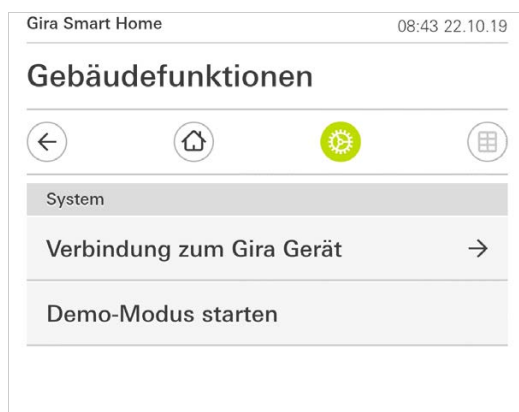 Gira Smart Home 08:43 22.10.19
Gebäudefunktionen
System
Verbindung zum Gira Gerät
Demo-Modus starten